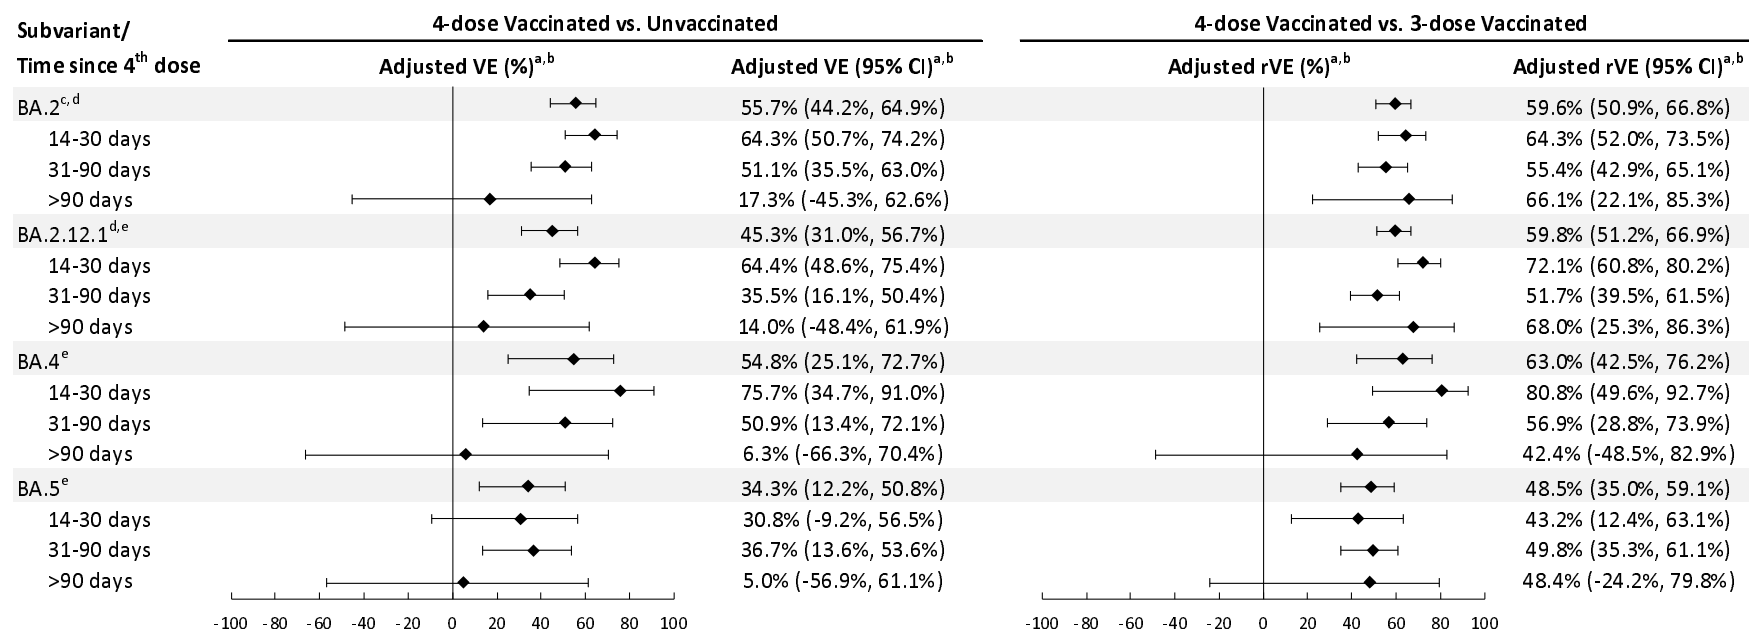 Subvariant/ 4-dose Vaccinated vs. Unvaccinated 4-dose Vaccinated vs. 3-dose Vaccinated
Time since 4th dose Adjusted VE (%)a,b Adjusted VE (95% CI)a,b Adjusted rVE (%)a,b Adjusted rVE (95% CI)a,b
BA.2c,d 55.7% (44.2%, 64.9%) 59.6% (50.9%, 66.8%)
14-30 days 64.3% (50.7%, 74.2%) 64.3% (52.0%, 73.5%)
31-90 days 51.1% (35.5%, 63.0%) 55.4% (42.9%, 65.1%)
>90 days 17.3% (-45.3%, 62.6%) 66.1% (22.1%, 85.3%)
BA.2.12.1d,e 45.3% (31.0%, 56.7%) 59.8% (51.2%, 66.9%)
14-30 days 64.4% (48.6%, 75.4%) 72.1% (60.8%, 80.2%)
31-90 days 35.5% (16.1%, 50.4%) 51.7% (39.5%, 61.5%)
>90 days 14.0% (-48.4%, 61.9%) 68.0% (25.3%, 86.3%)
BA.4e 54.8% (25.1%, 72.7%) 63.0% (42.5%, 76.2%)
14-30 days 75.7% (34.7%, 91.0%) 80.8% (49.6%, 92.7%)
31-90 days 50.9% (13.4%, 72.1%) 56.9% (28.8%, 73.9%)
>90 days 6.3% (-66.3%, 70.4%) 42.4% (-48.5%, 82.9%)
BA.5e 34.3% (12.2%, 50.8%) 48.5% (35.0%, 59.1%)
14-30 days 30.8% (-9.2%, 56.5%) 43.2% (12.4%, 63.1%)
31-90 days 36.7% (13.6%, 53.6%) 49.8% (35.3%, 61.1%)
>90 days 5.0% (-56.9%, 61.1%) 48.4% (-24.2%, 79.8%)
-100 -80 -60 -40 -20 0 20 40 60 80 100 -100 -80 -60 -40 -20 0 20 40 60 80 100